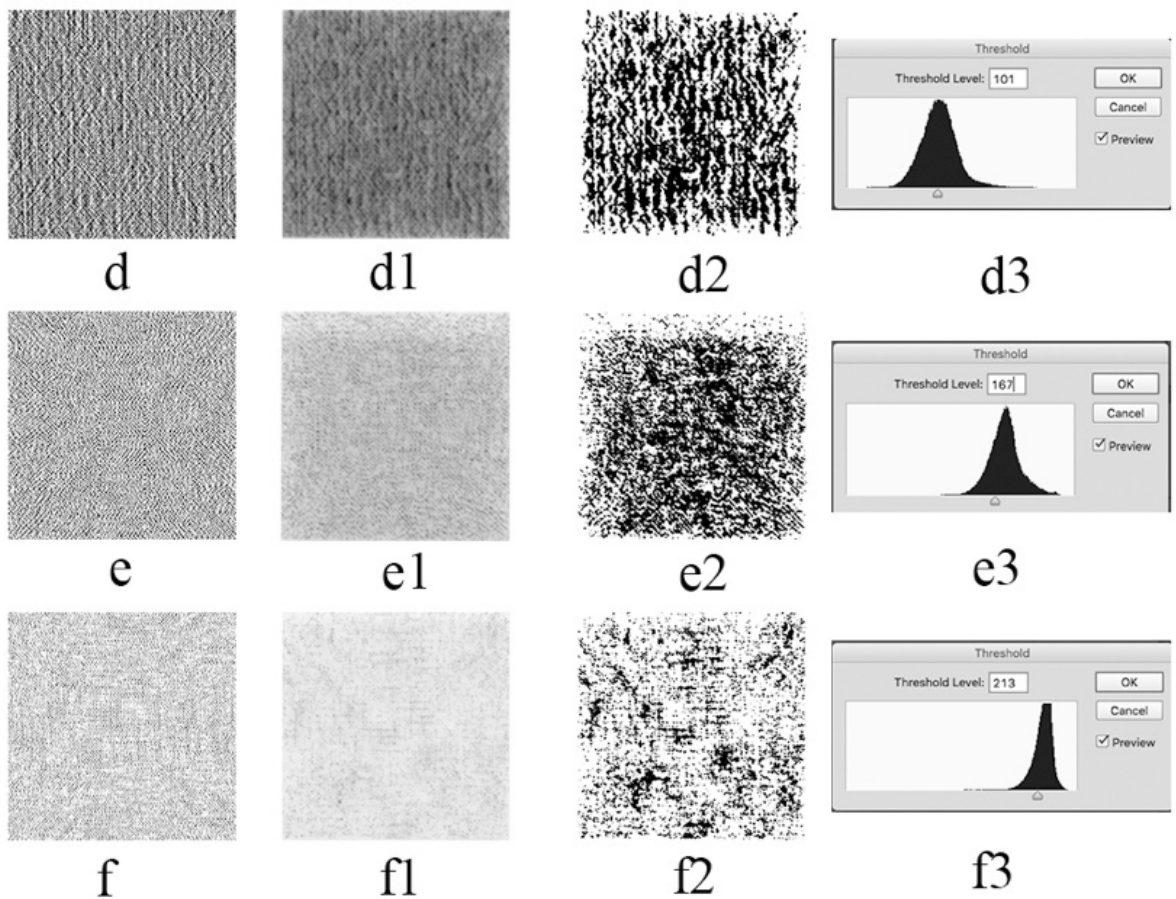 Threshold
Threshold Level: 101
OK
Cancel
Preview
d
d1
d2
d3
Threshold
Threshold Level: 167
OK
Cancel
Preview
e
e1
e2
e3
Threshold
Threshold Level: 213
OK
Cancel
Preview
f
f1
f2
f3